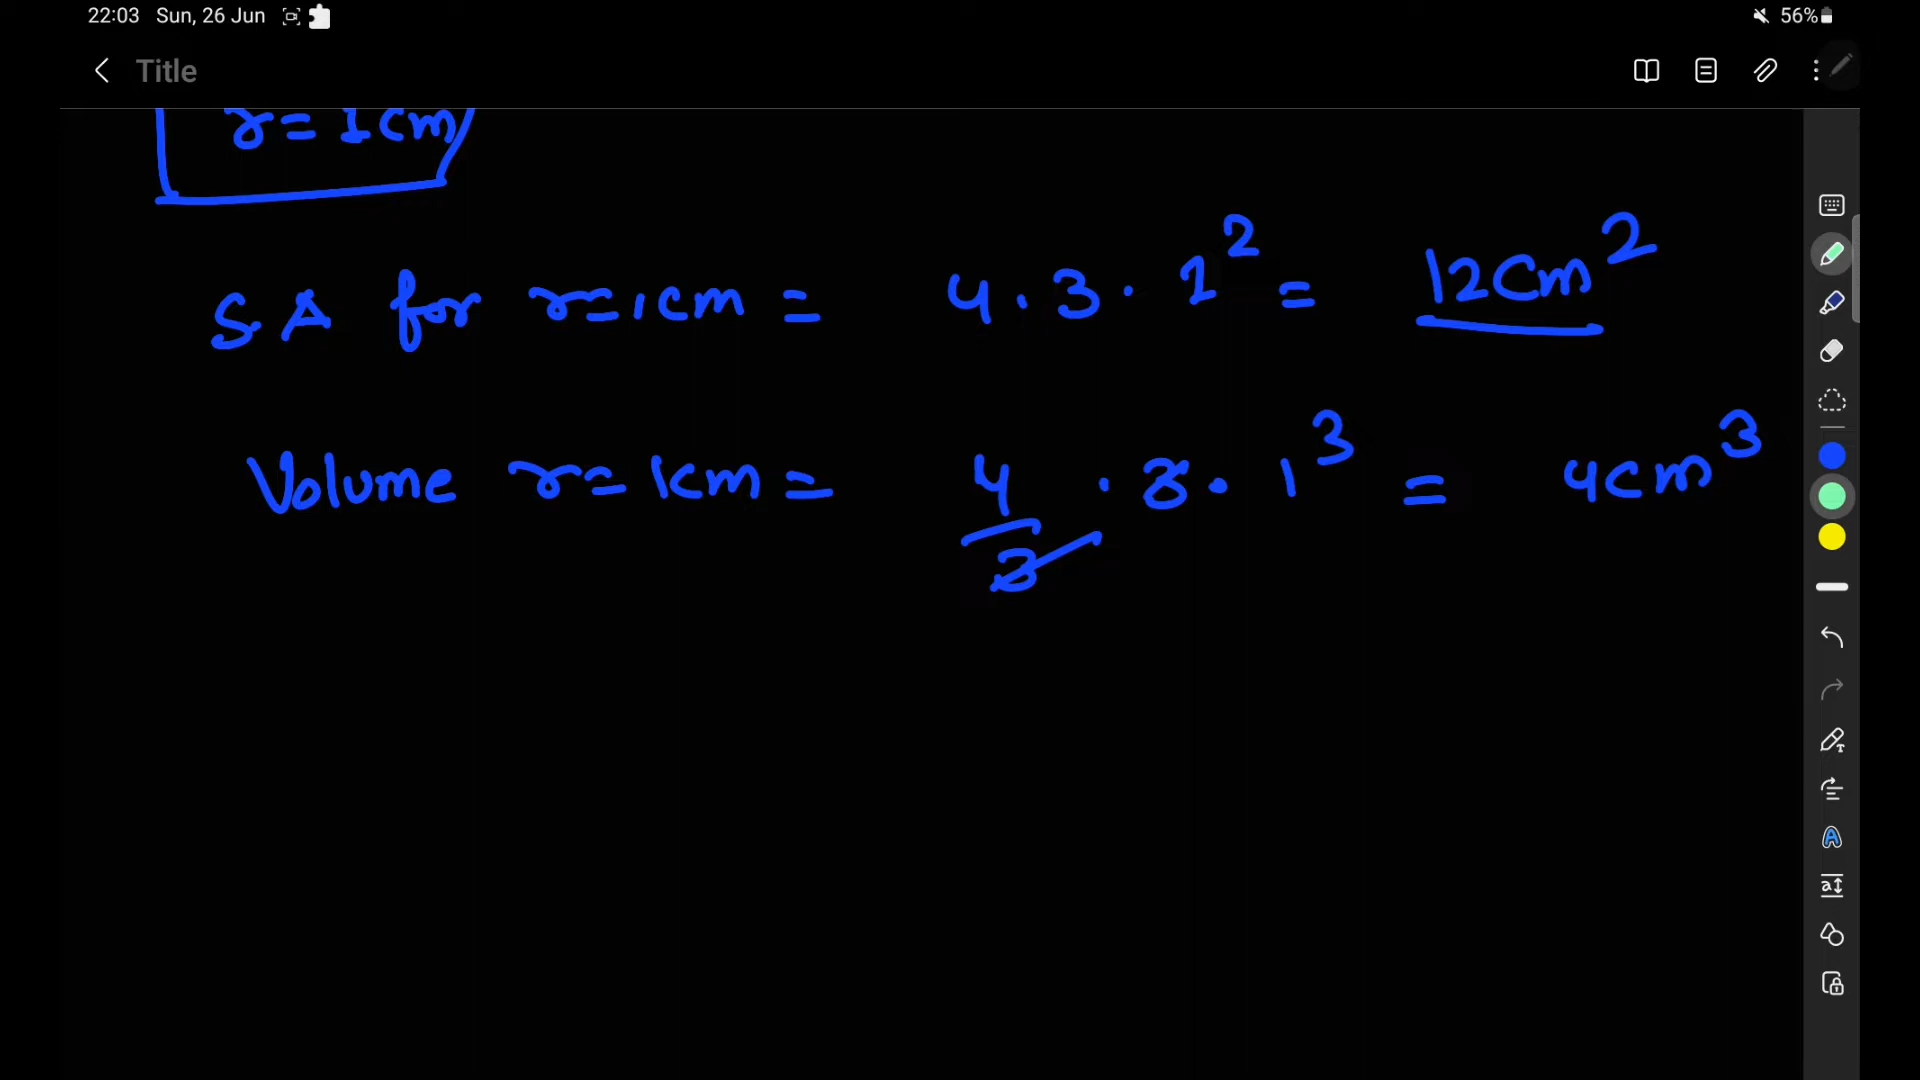 22:03 Sun, 26 Jun 56%
Title
r = 1cm
S A for r = 1cm = 4 . 3 . 1² = 12cm²
Volume r = 1cm = 4/3 . 3 . 1³ = 4cm³